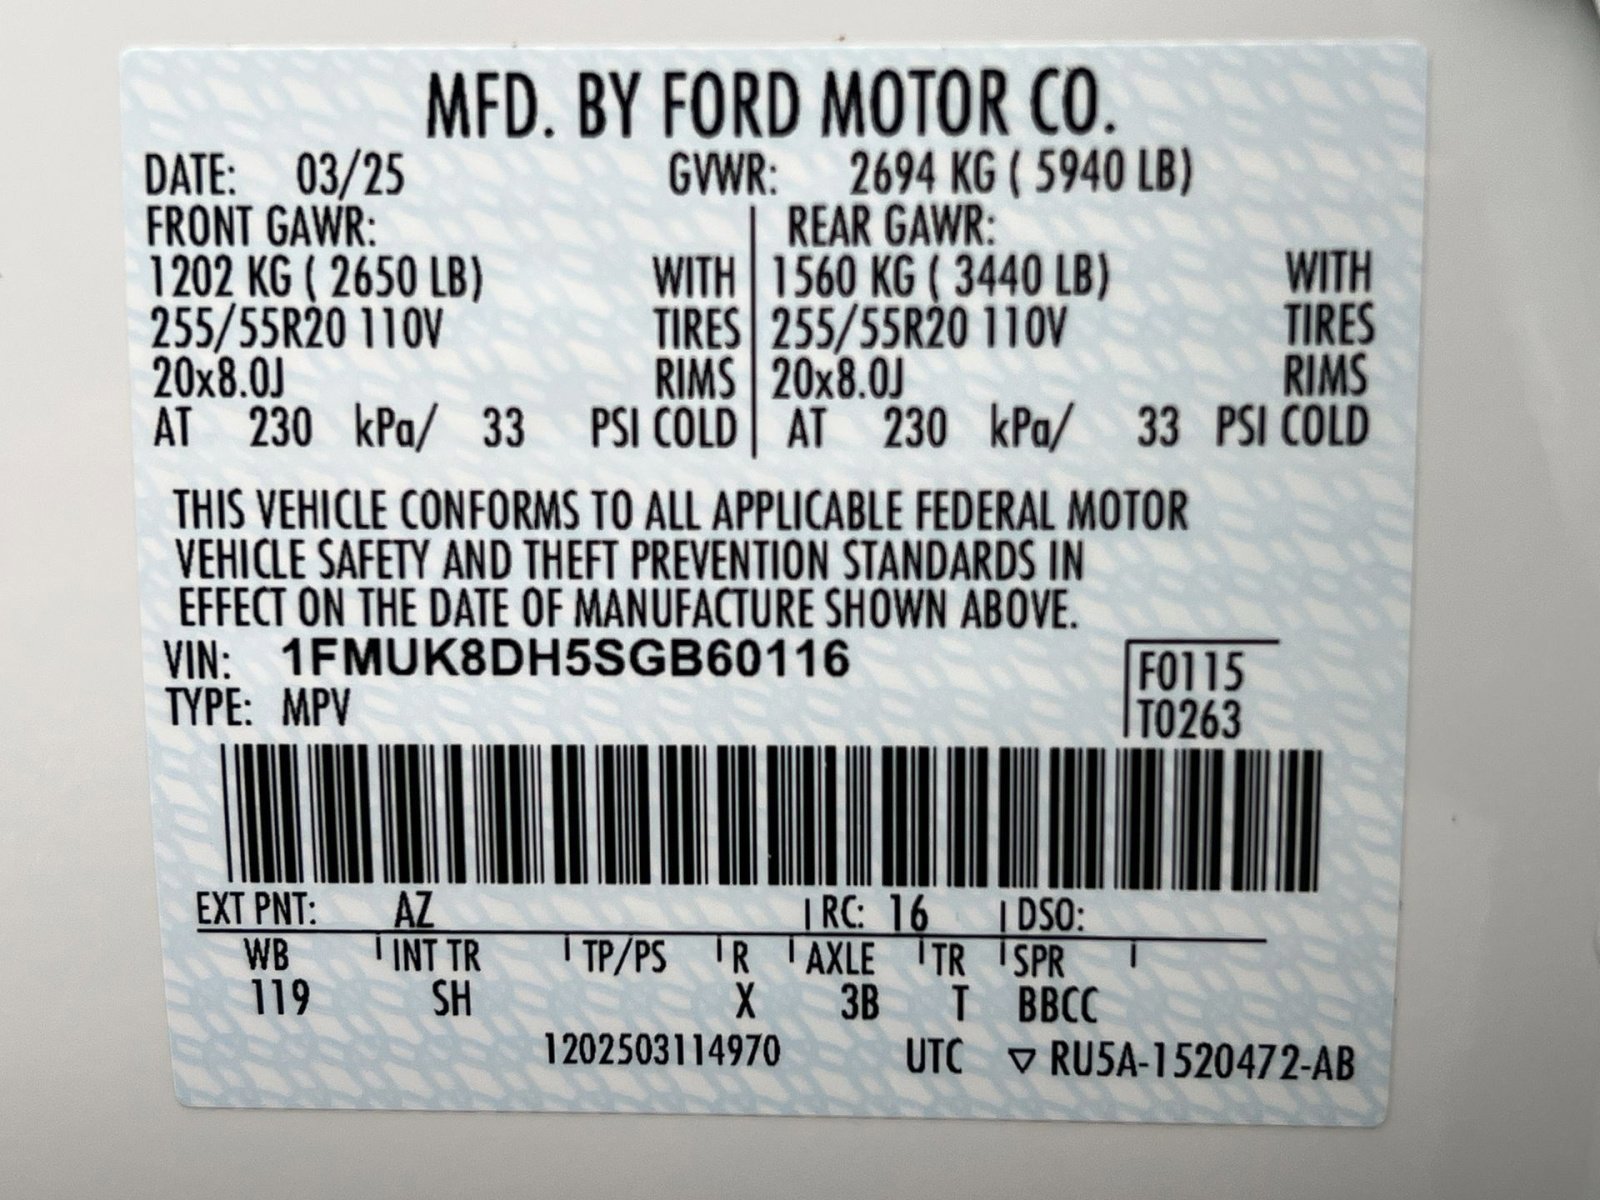 MFD. BY FORD MOTOR CO.
DATE: 03/25 GVWR: 2694 KG ( 5940 LB)
FRONT GAWR: REAR GAWR:
1202 KG ( 2650 LB) WITH 1560 KG ( 3440 LB) WITH
255/55R20 110V TIRES 255/55R20 110V TIRES
20x8.0J RIMS 20x8.0J RIMS
AT 230 kPa/ 33 PSI COLD AT 230 kPa/ 33 PSI COLD
THIS VEHICLE CONFORMS TO ALL APPLICABLE FEDERAL MOTOR
VEHICLE SAFETY AND THEFT PREVENTION STANDARDS IN
EFFECT ON THE DATE OF MANUFACTURE SHOWN ABOVE.
VIN: 1FMUK8DH5SGB60116 F0115
TYPE: MPV T0263
EXT PNT: AZ RC: 16 DSO:
WB INT TR TP/PS R AXLE TR SPR
119 SH X 3B T BBCC
1202503114970 UTC ▽ RU5A-1520472-AB